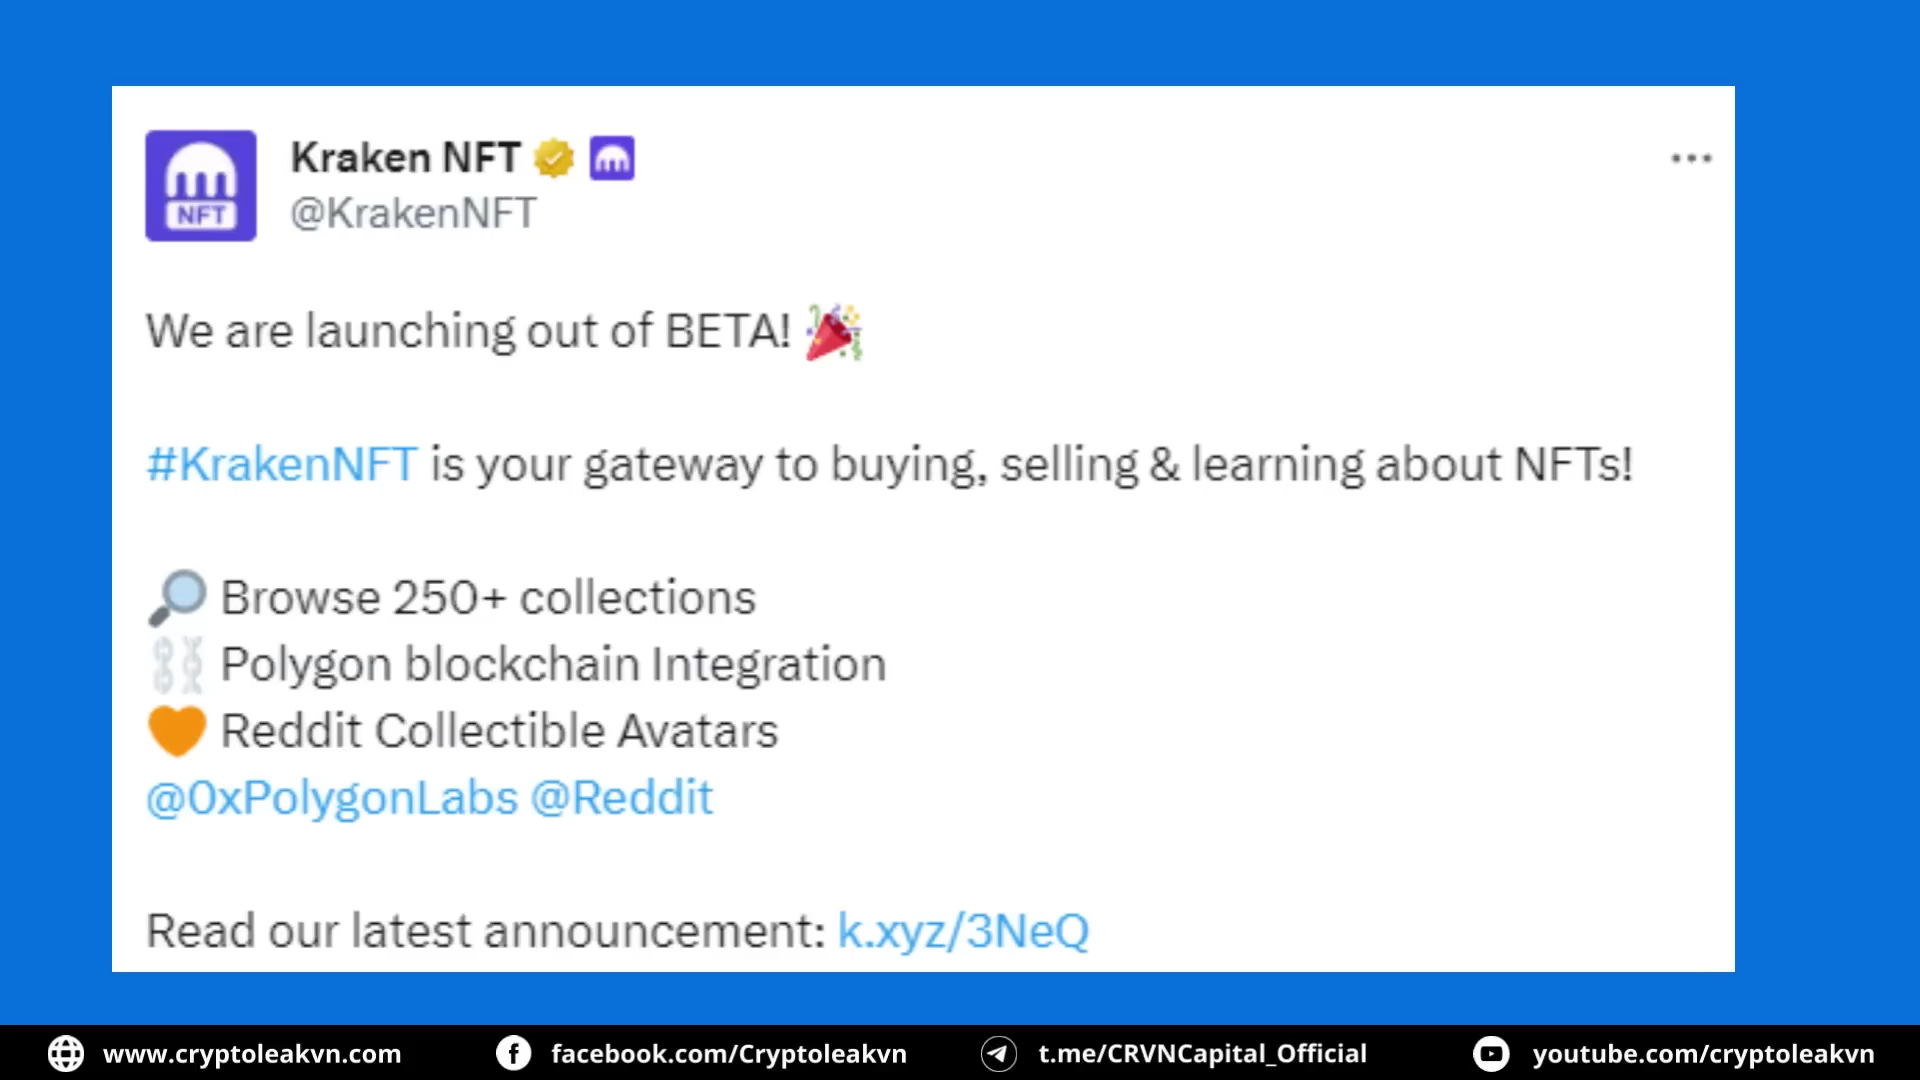 Kraken NFT
@KrakenNFT
NFT
We are launching out of BETA!
#KrakenNFT is your gateway to buying, selling & learning about NFTs!
Browse 250+ collections
Polygon blockchain Integration
Reddit Collectible Avatars
@0xPolygonLabs @Reddit
Read our latest announcement: k.xyz/3NeQ
www.cryptoleakvn.com
facebook.com/Cryptoleakvn
t.me/CRVNCapital_Official
youtube.com/cryptoleakvn